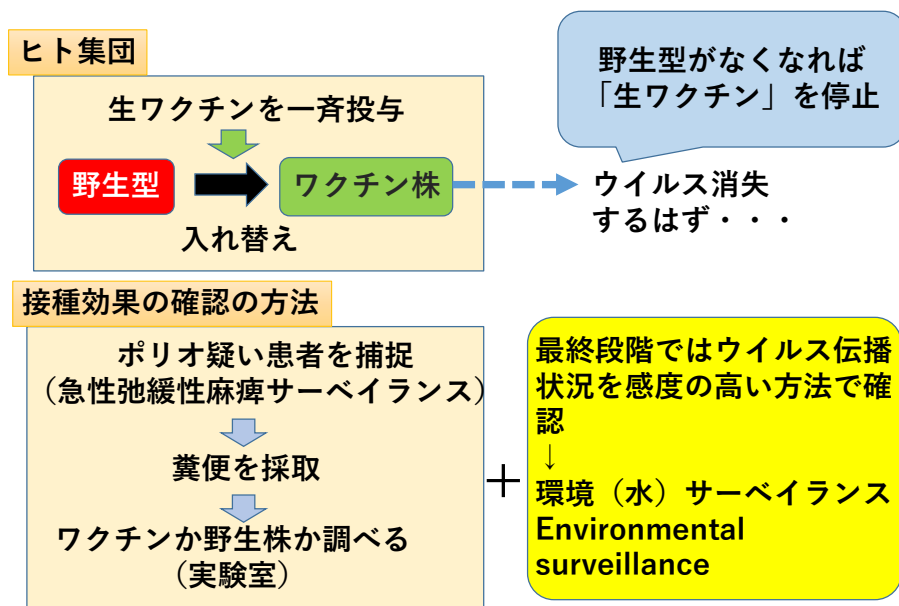 ヒト集団
生ワクチンを一斉投与
野生型
ワクチン株
入れ替え
野生型がなくなれば
「生ワクチン」を停止
ウイルス消失
するはず・・・
接種効果の確認の方法
ポリオ疑い患者を捕捉
(急性弛緩性麻痺サーベイランス)
糞便を採取
ワクチンか野生株か調べる
(実験室)
+
最終段階ではウイルス伝播
状況を感度の高い方法で確
認
↓
環境(水)サーベイランス
Environmental
surveillance